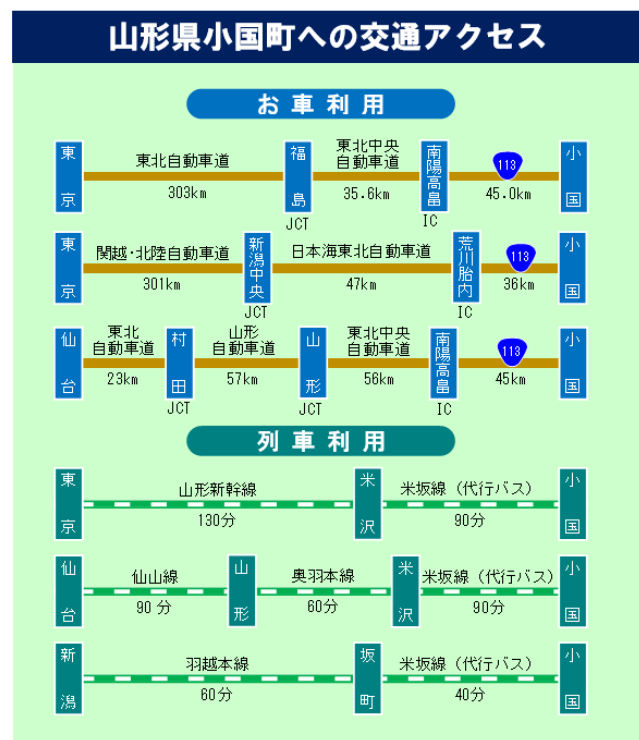 山形県小国町への交通アクセス
お車利用
東京
東北自動車道
303km
福島
JCT
東北中央
自動車道
35.6km
南陽高畠
IC
113
45.0km
小国
東京
関越・北陸自動車道
301km
新潟中央
JCT
日本海東北自動車道
47km
荒川胎内
IC
113
36km
小国
仙台
東北
自動車道
23km
村田
JCT
山形
自動車道
57km
山形
JCT
東北中央
自動車道
56km
南陽高畠
IC
113
45km
小国
列車利用
東京
山形新幹線
130分
米沢
米坂線（代行バス）
90分
小国
仙台
仙山線
90分
山形
奥羽本線
60分
米沢
米坂線（代行バス）
90分
小国
新潟
羽越本線
60分
坂町
米坂線（代行バス）
40分
小国